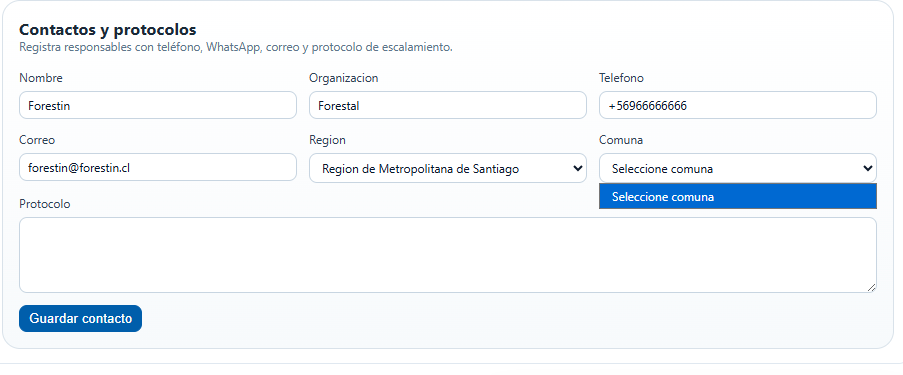 Contactos y protocolos
Registra responsables con teléfono, WhatsApp, correo y protocolo de escalamiento.
Nombre
Organizacion
Telefono
Forestin
Forestal
+56966666666
Correo
Region
Comuna
forestin@forestin.cl
Region de Metropolitana de Santiago
Seleccione comuna
Seleccione comuna
Protocolo
Guardar contacto